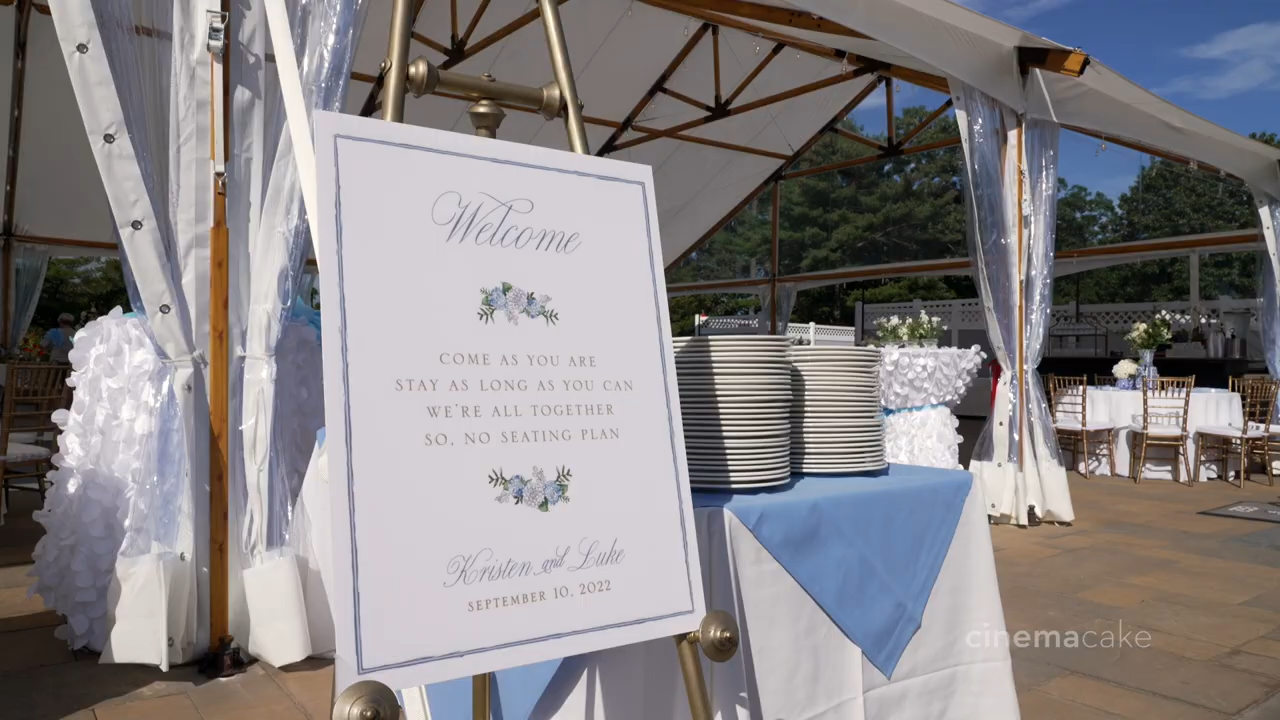 Welcome
COME AS YOU ARE
STAY AS LONG AS YOU CAN
WE'RE ALL TOGETHER
SO, NO SEATING PLAN
Kristen and Luke
SEPTEMBER 10, 2022
cinemacake